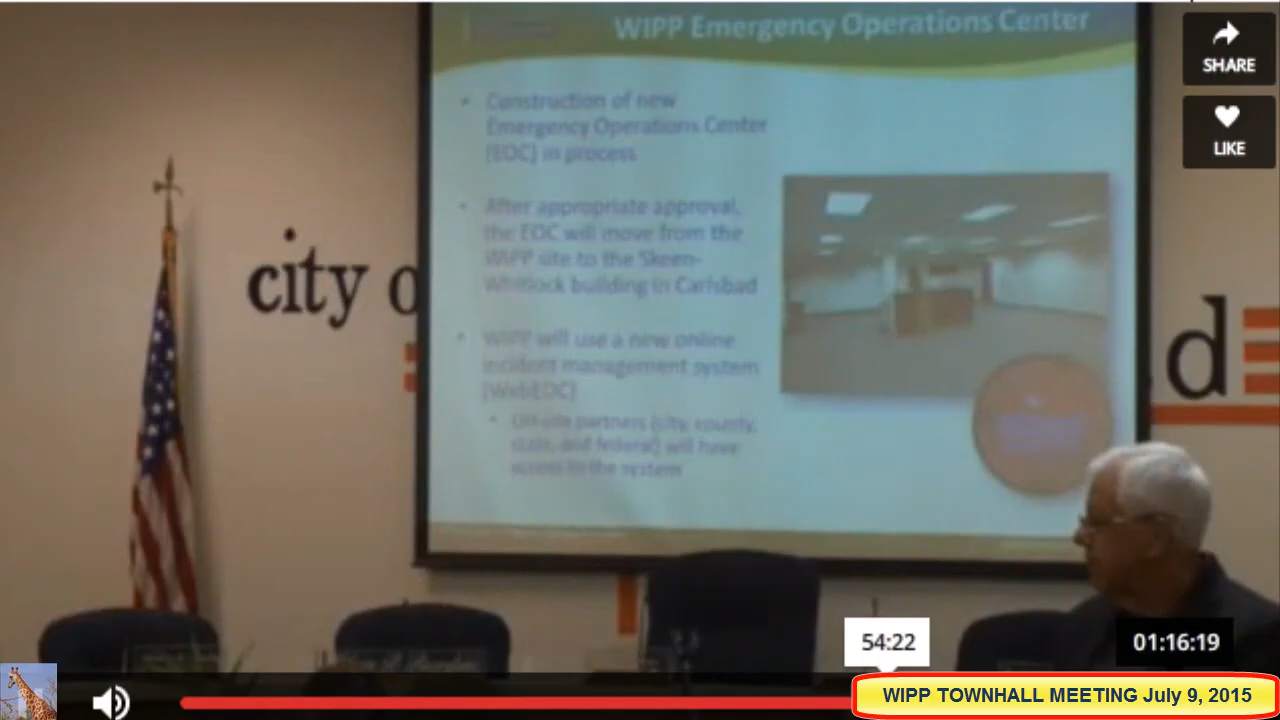 WIPP Emergency Operations Center
SHARE
LIKE
• Construction of new
Emergency Operations Center
(EOC) in process
• After appropriate approval,
the EOC will move from the
WIPP site to the Skeen-
Whitlock building in Carlsbad
• WIPP will use a new online
incident management system
(WebEOC)
• Off-site partners (city, county,
state, and federal) will have
access to the system
city o
d
54:22
01:16:19
WIPP TOWNHALL MEETING July 9, 2015